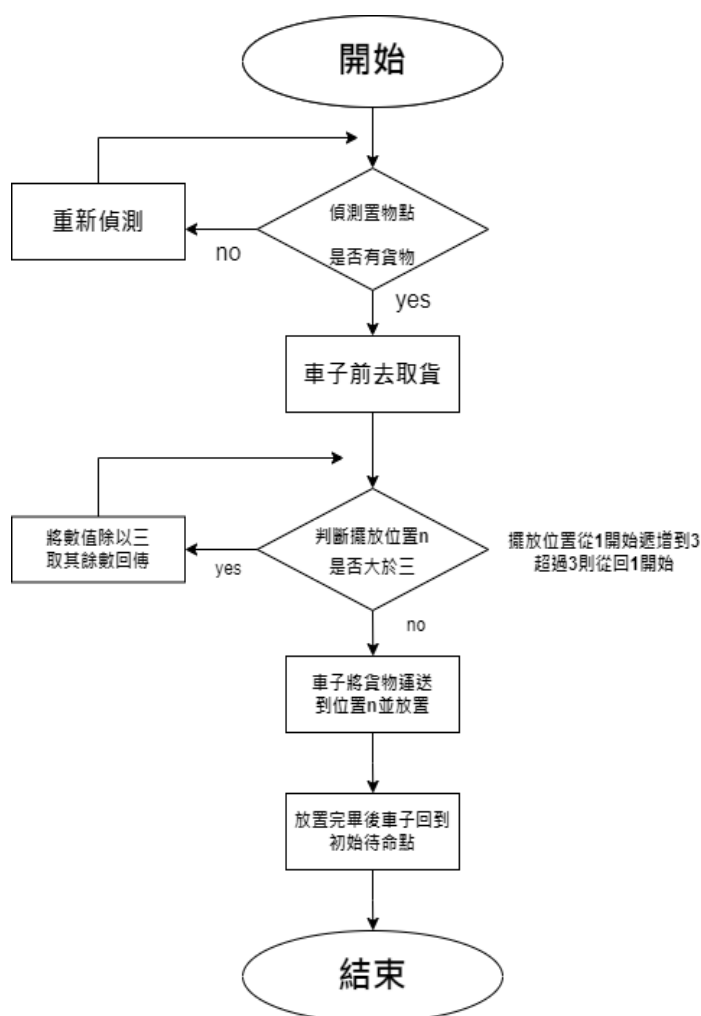 開始
偵測置物點
是否有貨物
no
重新偵測
yes
車子前去取貨
判斷擺放位置n
是否大於三
yes
將數值除以三
取其餘數回傳
擺放位置從1開始遞增到3
超過3則從回1開始
no
車子將貨物運送
到位置n並放置
放置完畢後車子回到
初始待命點
結束